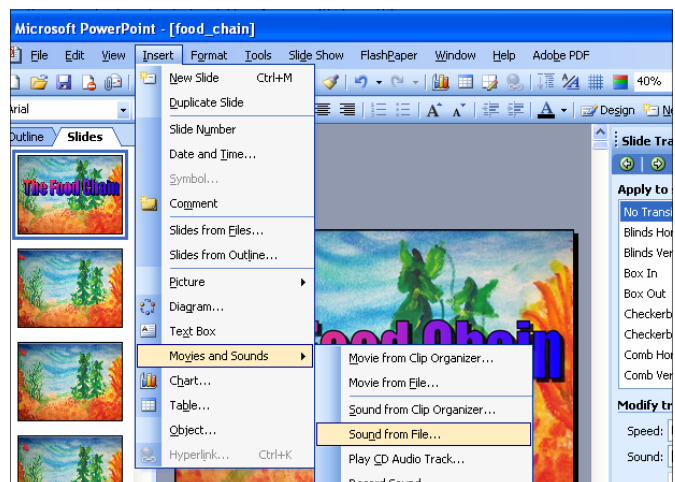 Microsoft PowerPoint - [food_chain]
File Edit View Insert Format Tools Slide Show FlashPaper Window Help Adobe PDF
40%
Arial
Design
Outline Slides
The Food Chain
New Slide Ctrl+M
Duplicate Slide
Slide Number
Date and Time...
Symbol...
Comment
Slides from Files...
Slides from Outline...
Picture
Diagram...
Text Box
Movies and Sounds
Chart...
Table...
Object...
Hyperlink... Ctrl+K
Food Chain
Movie from Clip Organizer...
Movie from File...
Sound from Clip Organizer...
Sound from File...
Play CD Audio Track...
Record Sound
Slide Tra
Apply to
No Transi
Blinds Hor
Blinds Ver
Box In
Box Out
Checkerb
Checkerb
Comb Hor
Comb Ver
Modify tr
Speed:
Sound: